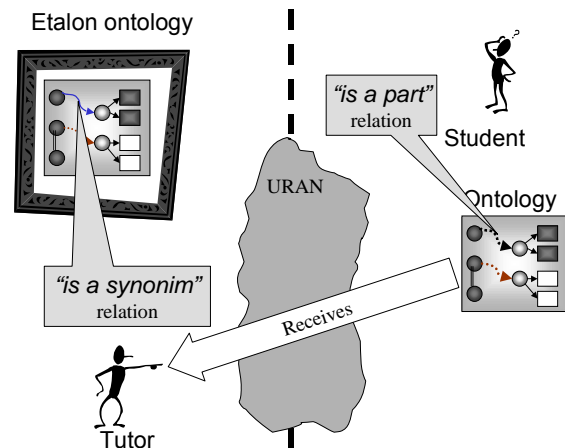 Etalon ontology
“is a part”
relation
Student
URAN
Ontology
“is a synonim”
relation
Receives
Tutor